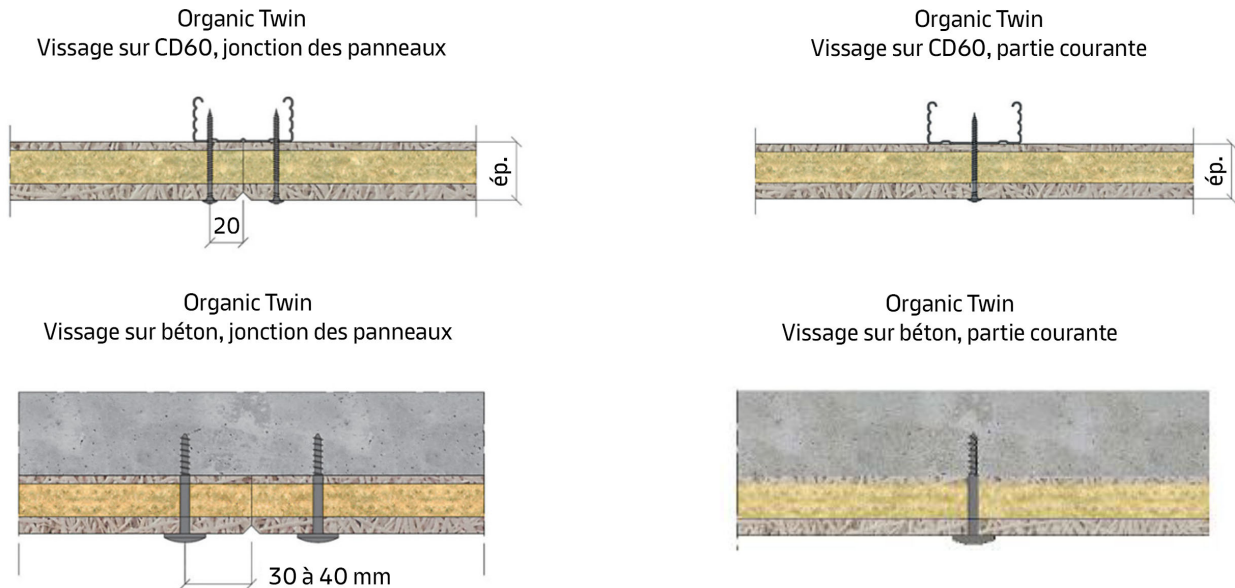 Organic Twin
Vissage sur CD60, jonction des panneaux
ép.
20
Organic Twin
Vissage sur CD60, partie courante
ép.
Organic Twin
Vissage sur béton, jonction des panneaux
30 à 40 mm
Organic Twin
Vissage sur béton, partie courante